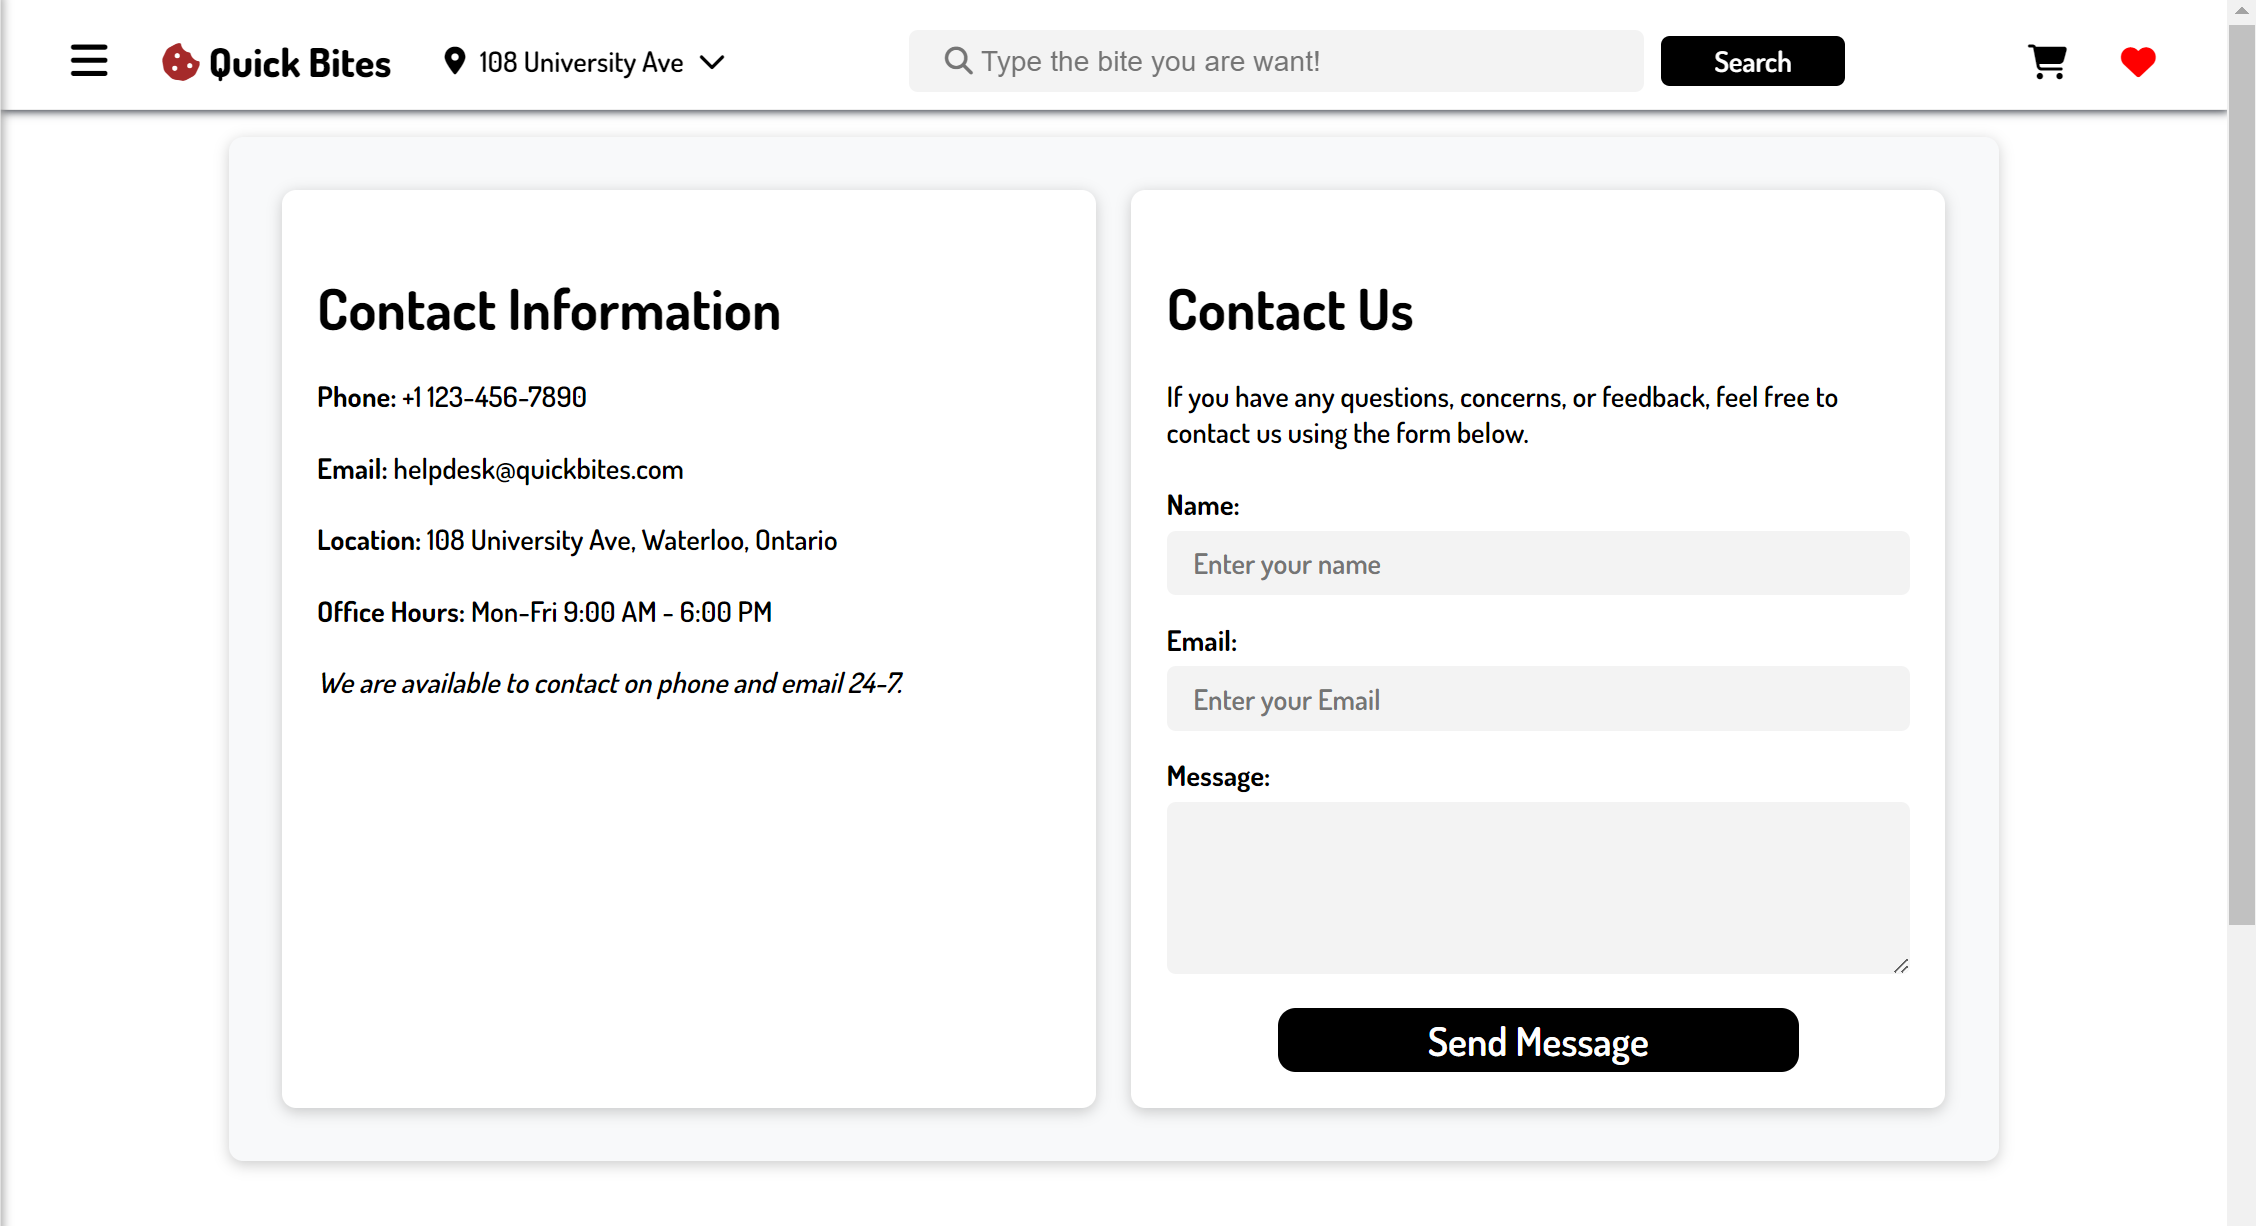 Quick Bites
108 University Ave
Type the bite you are want!
Search
Contact Information
Phone: +1 123-456-7890
Email: helpdesk@quickbites.com
Location: 108 University Ave, Waterloo, Ontario
Office Hours: Mon-Fri 9:00 AM - 6:00 PM
We are available to contact on phone and email 24-7.
Contact Us
If you have any questions, concerns, or feedback, feel free to
contact us using the form below.
Name:
Enter your name
Email:
Enter your Email
Message:
Send Message